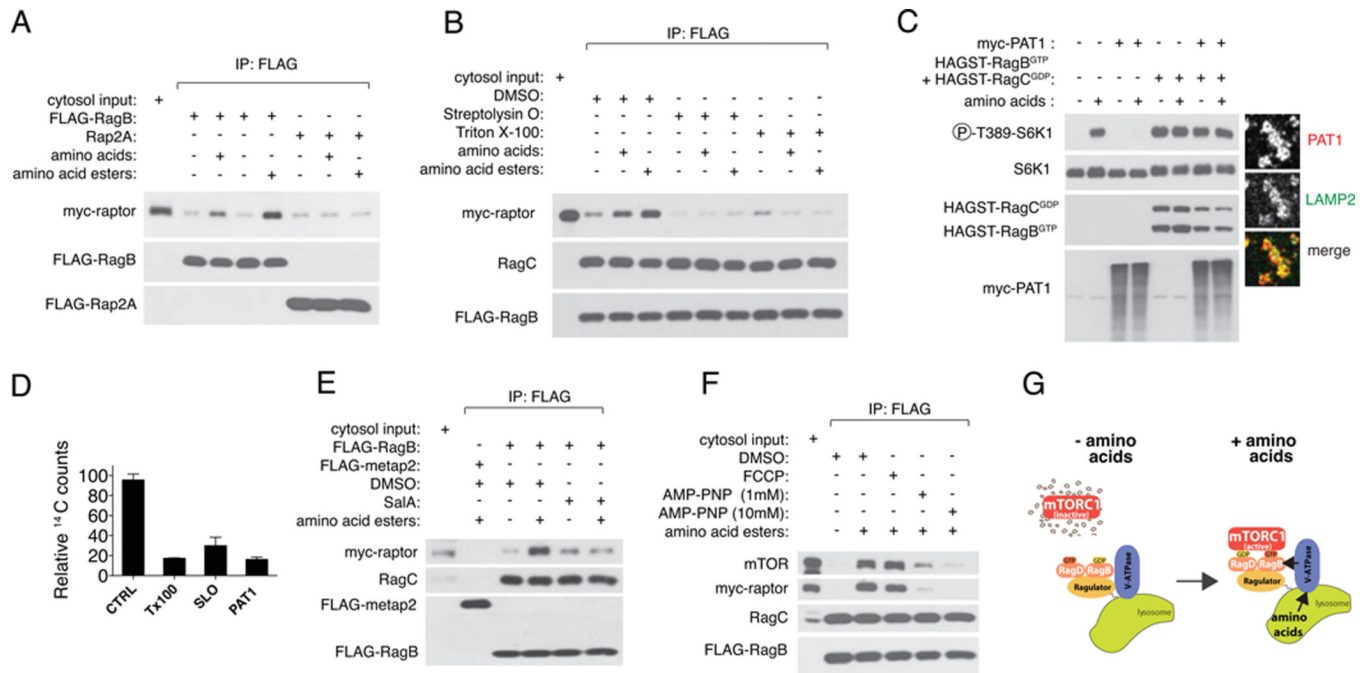 A
IP: FLAG
cytosol input: +
FLAG-RagB: + + + + - - -
Rap2A: - - - - + + +
amino acids: - + - - - + -
amino acid esters: - - - + - - +
myc-raptor
FLAG-RagB
FLAG-Rap2A
B
IP: FLAG
cytosol input: +
DMSO: + + + - - - - - -
Streptolysin O: - - - + + + - - -
Triton X-100: - - - - - - + + +
amino acids: - + - - + - - + -
amino acid esters: - - + - - + - - +
myc-raptor
RagC
FLAG-RagB
C
myc-PAT1 : - - + + - - + +
HAGST-RagB^GTP
+ HAGST-RagC^GDP : - - - - + + + +
amino acids : - + - + - + - +
Ⓟ-T389-S6K1
S6K1
HAGST-RagC^GDP
HAGST-RagB^GTP
myc-PAT1
PAT1
LAMP2
merge
D
Relative ¹⁴C counts
100
80
60
40
20
0
CTRL
Tx100
SLO
PAT1
E
IP: FLAG
cytosol input: +
FLAG-RagB: - + + + +
FLAG-metap2: + - - - -
DMSO: + + + - -
SalA: - - - + +
amino acid esters: + - + - +
myc-raptor
RagC
FLAG-metap2
FLAG-RagB
F
IP: FLAG
cytosol input: +
DMSO: + + - - -
FCCP: - - + - -
AMP-PNP (1mM): - - - + -
AMP-PNP (10mM): - - - - +
amino acid esters: - + + + +
mTOR
myc-raptor
RagC
FLAG-RagB
G
- amino
acids
mTORC1
(inactive)
GTP GDP
RagD RagB
Ragulator
V-ATPase
lysosome
+ amino
acids
mTORC1
(active)
GDP GTP
RagD RagB
Ragulator
V-ATPase
amino
acids
lysosome